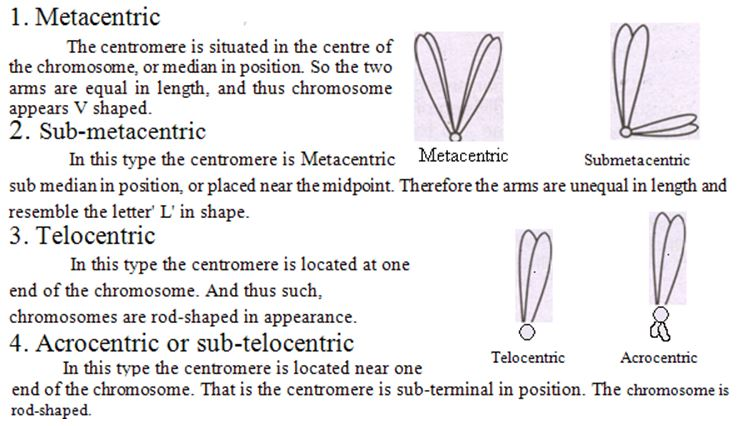 1. Metacentric
The centromere is situated in the centre of
the chromosome, or median in position. So the two
arms are equal in length, and thus chromosome
appears V shaped.
2. Sub-metacentric
In this type the centromere is Metacentric
sub median in position, or placed near the midpoint. Therefore the arms are unequal in length and
resemble the letter' L' in shape.
Metacentric
Submetacentric
3. Telocentric
In this type the centromere is located at one
end of the chromosome. And thus such,
chromosomes are rod-shaped in appearance.
4. Acrocentric or sub-telocentric
Telocentric
Acrocentric
In this type the centromere is located near one
end of the chromosome. That is the centromere is sub-terminal in position. The chromosome is
rod-shaped.